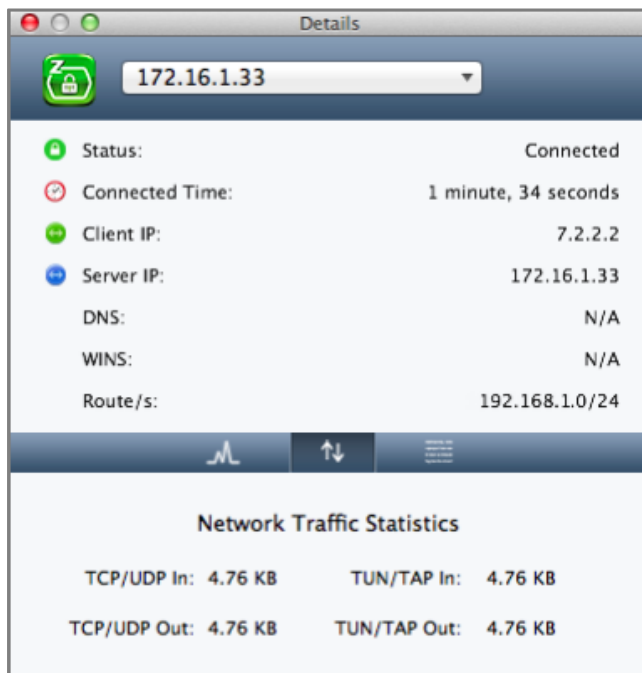 Details
Z
172.16.1.33
Status: Connected
Connected Time: 1 minute, 34 seconds
Client IP: 7.2.2.2
Server IP: 172.16.1.33
DNS: N/A
WINS: N/A
Route/s: 192.168.1.0/24
Network Traffic Statistics
TCP/UDP In: 4.76 KB TUN/TAP In: 4.76 KB
TCP/UDP Out: 4.76 KB TUN/TAP Out: 4.76 KB